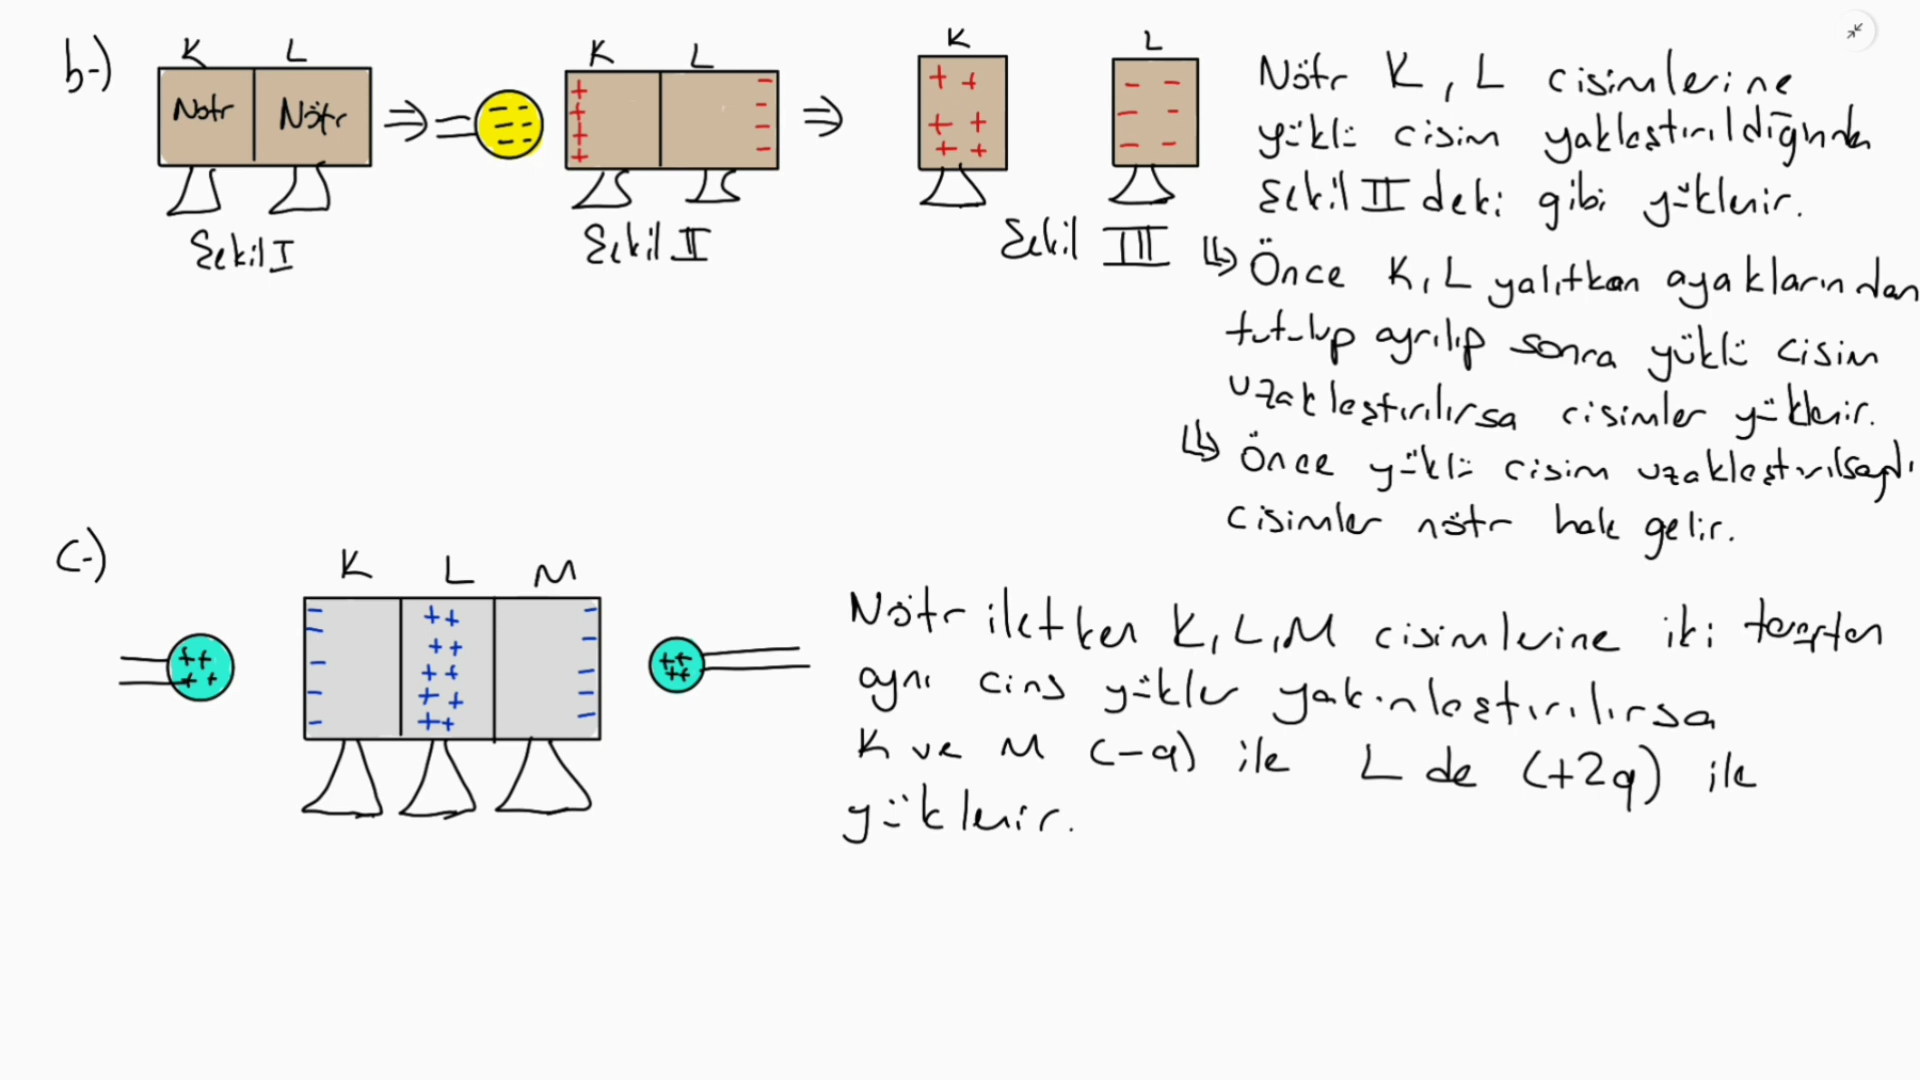 b-)
K L
Nötr Nötr
Şekil I
K L
Şekil II
K L
Şekil III
Nötr K, L cisimlerine
yüklü cisim yaklaştırıldığında
Şekil II deki gibi yüklenir.
Önce K, L yalıtkan ayaklarından
tutulup ayrılıp sonra yüklü cisim
uzaklaştırılırsa cisimler yüklenir.
Önce yüklü cisim uzaklaştırılsaydı
cisimler nötr hale gelir.
c-)
K L M
Nötr iletken K, L, M cisimlerine iki taraftan
aynı cins yükler yakınlaştırılırsa
K ve M (-q) ile L de (+2q) ile
yüklenir.